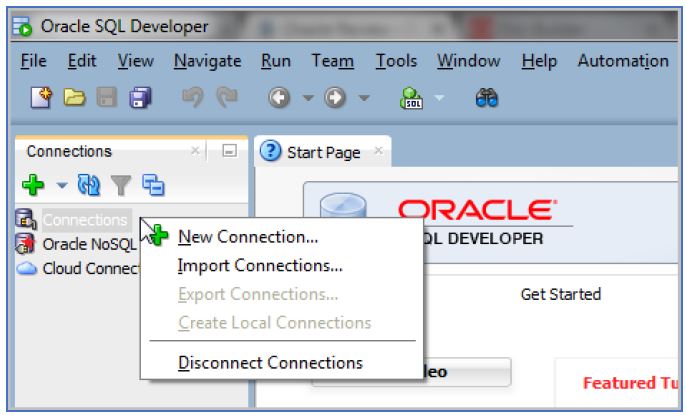 Oracle SQL Developer
File Edit View Navigate Run Team Tools Window Help Automation
SQL
Connections
Start Page
Connections
Oracle NoSQL
Cloud Connec
New Connection...
Import Connections...
Export Connections...
Create Local Connections
Disconnect Connections
ORACLE
QL DEVELOPER
Get Started
deo
Featured Tu